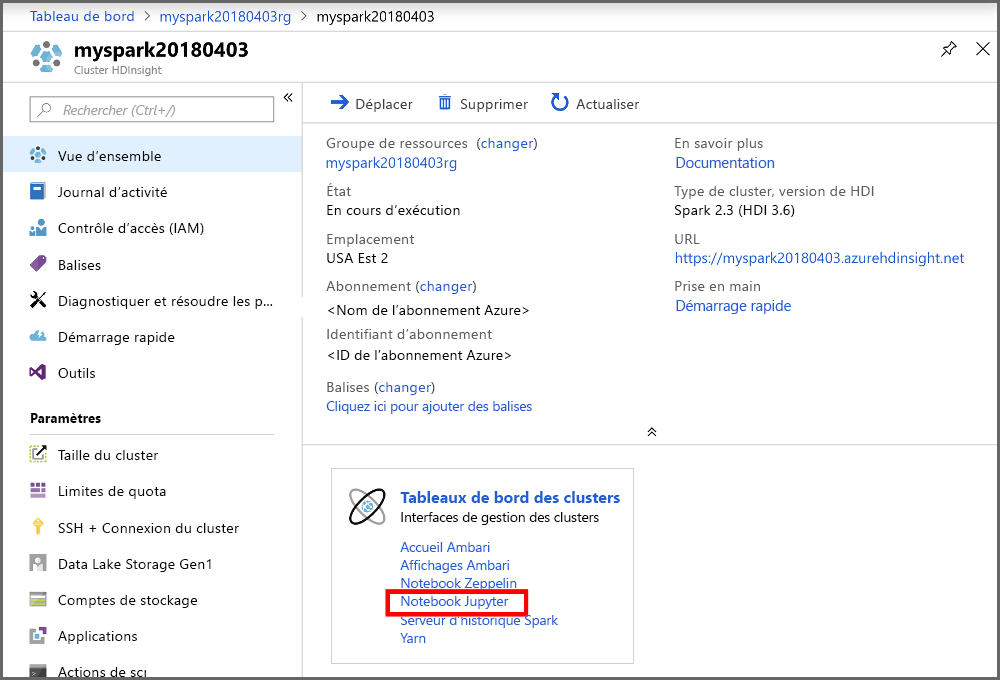 Tableau de bord > myspark20180403rg > myspark20180403
myspark20180403
Cluster HDInsight
Rechercher (Ctrl+/)
«
Vue d'ensemble
Journal d'activité
Contrôle d'accès (IAM)
Balises
Diagnostiquer et résoudre les p...
Démarrage rapide
Outils
Paramètres
Taille du cluster
Limites de quota
SSH + Connexion du cluster
Data Lake Storage Gen1
Comptes de stockage
Applications
Actions de scr
Déplacer
Supprimer
Actualiser
Groupe de ressources (changer)
myspark20180403rg
État
En cours d'exécution
Emplacement
USA Est 2
Abonnement (changer)
<Nom de l'abonnement Azure>
Identifiant d'abonnement
<ID de l'abonnement Azure>
Balises (changer)
Cliquez ici pour ajouter des balises
En savoir plus
Documentation
Type de cluster, version de HDI
Spark 2.3 (HDI 3.6)
URL
https://myspark20180403.azurehdinsight.net
Prise en main
Démarrage rapide
Tableaux de bord des clusters
Interfaces de gestion des clusters
Accueil Ambari
Affichages Ambari
Notebook Zeppelin
Notebook Jupyter
Serveur d'historique Spark
Yarn